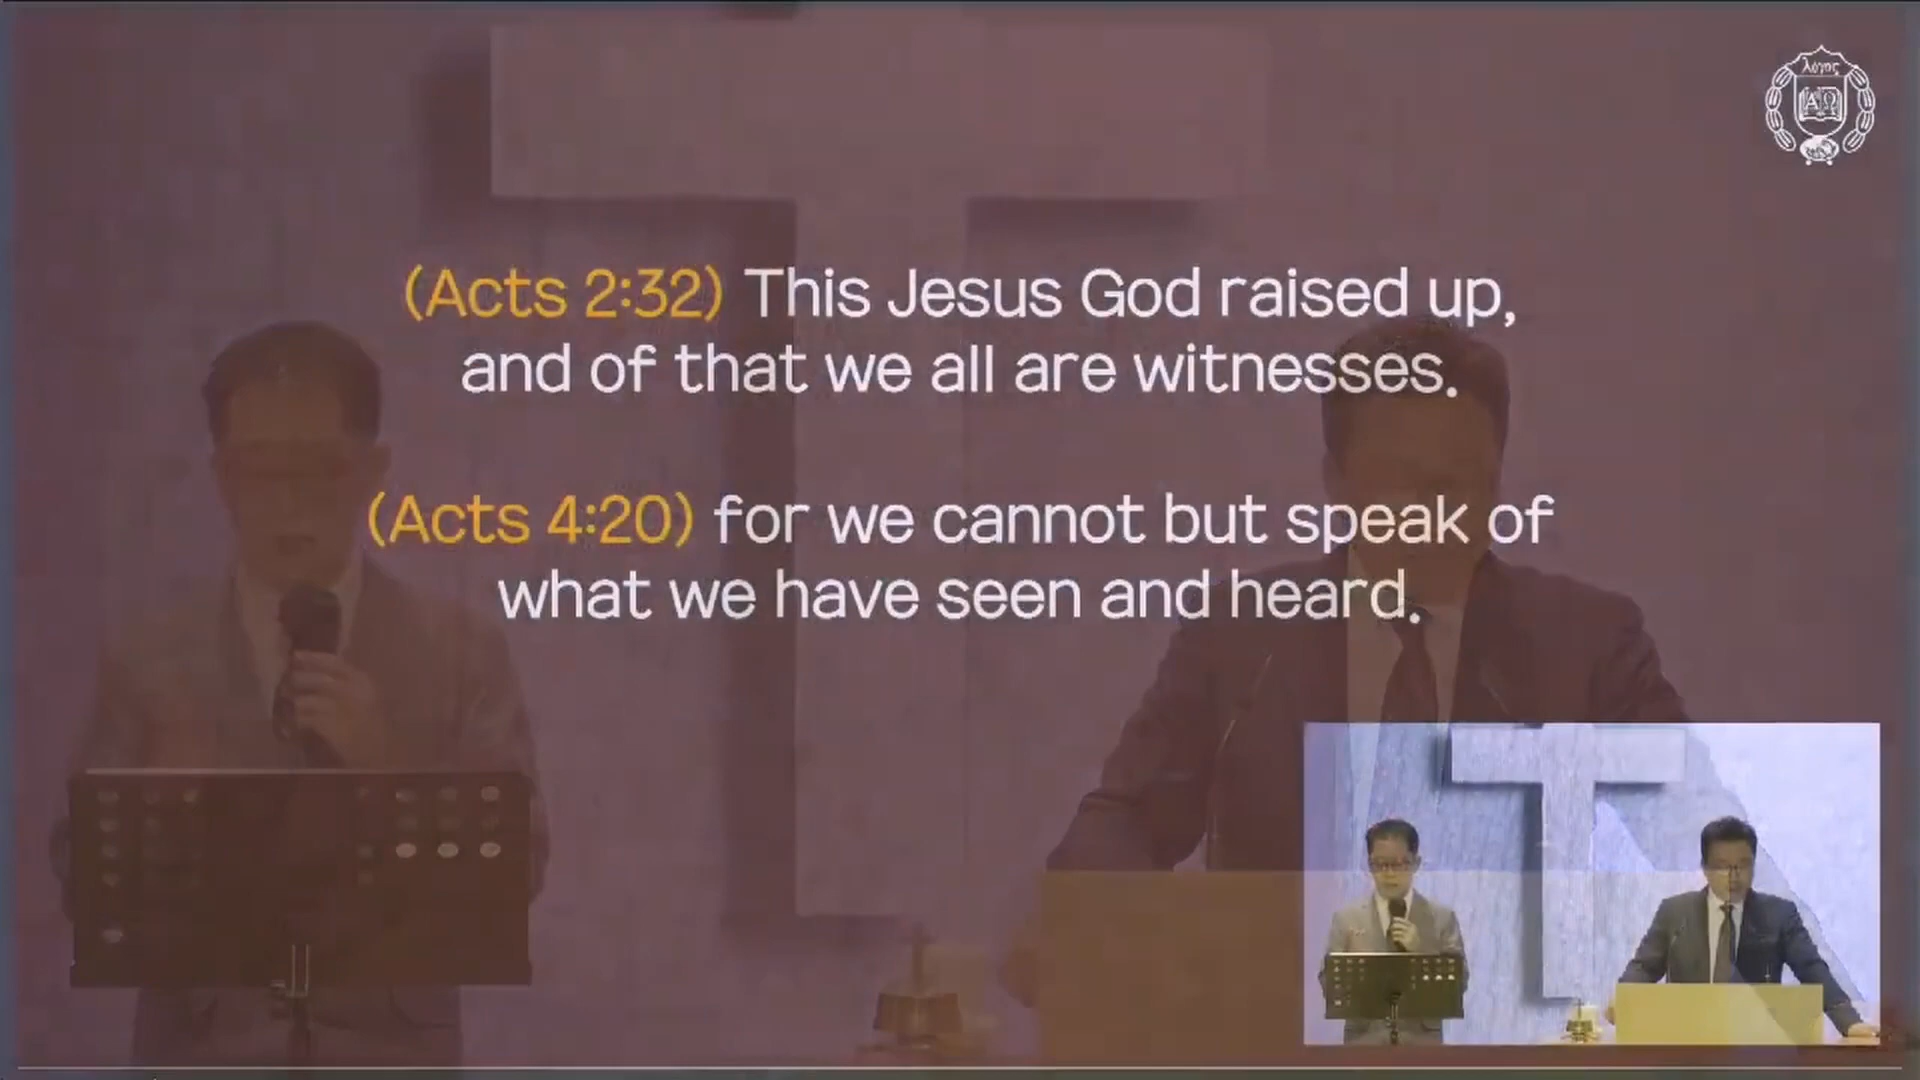 λόγος
Α Ω
(Acts 2:32) This Jesus God raised up,
and of that we all are witnesses.
(Acts 4:20) for we cannot but speak of
what we have seen and heard.